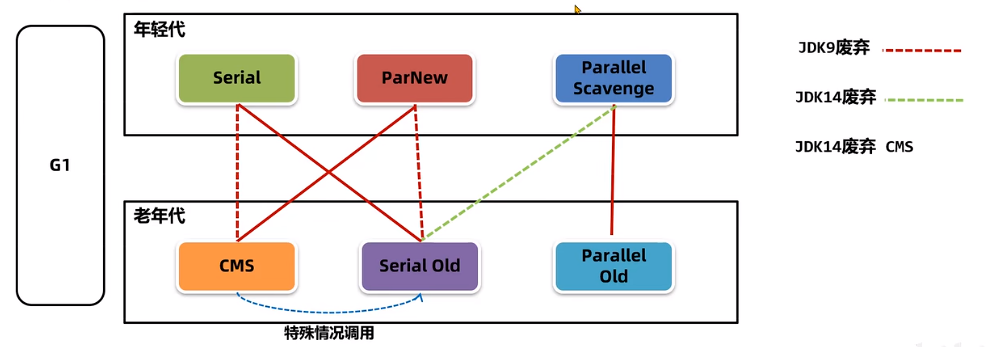 年轻代
Serial
ParNew
Parallel
Scavenge
G1
老年代
CMS
Serial Old
Parallel
Old
特殊情况调用
JDK9废弃
JDK14废弃
JDK14废弃 CMS